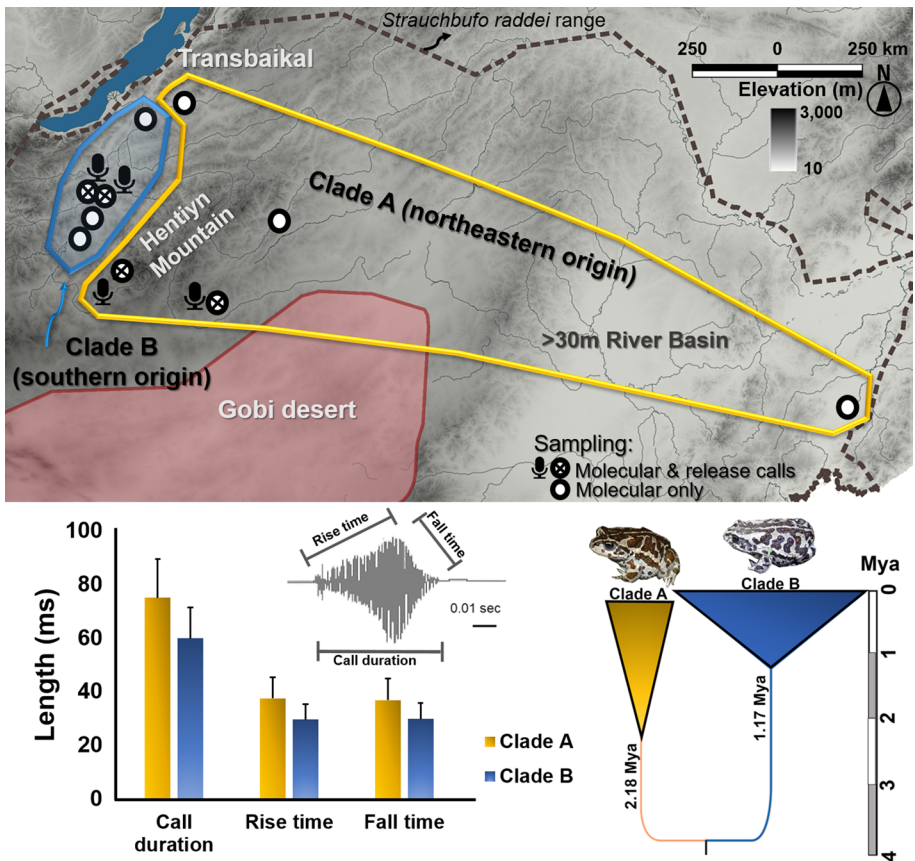 Strauchbufo raddei range
Transbaikal
250 0 250 km
N
Elevation (m)
3,000
10
Clade A (northeastern origin)
Hentiyn
Mountain
>30m River Basin
Clade B
(southern origin)
Gobi desert
Sampling:
Molecular & release calls
Molecular only
Length (ms)
100
80
60
40
20
0
Call
duration
Rise time
Fall time
Rise time
Fall time
0.01 sec
Call duration
Clade A
Clade B
Clade A
Clade B
Mya
0
1
2
3
4
2.18 Mya
1.17 Mya